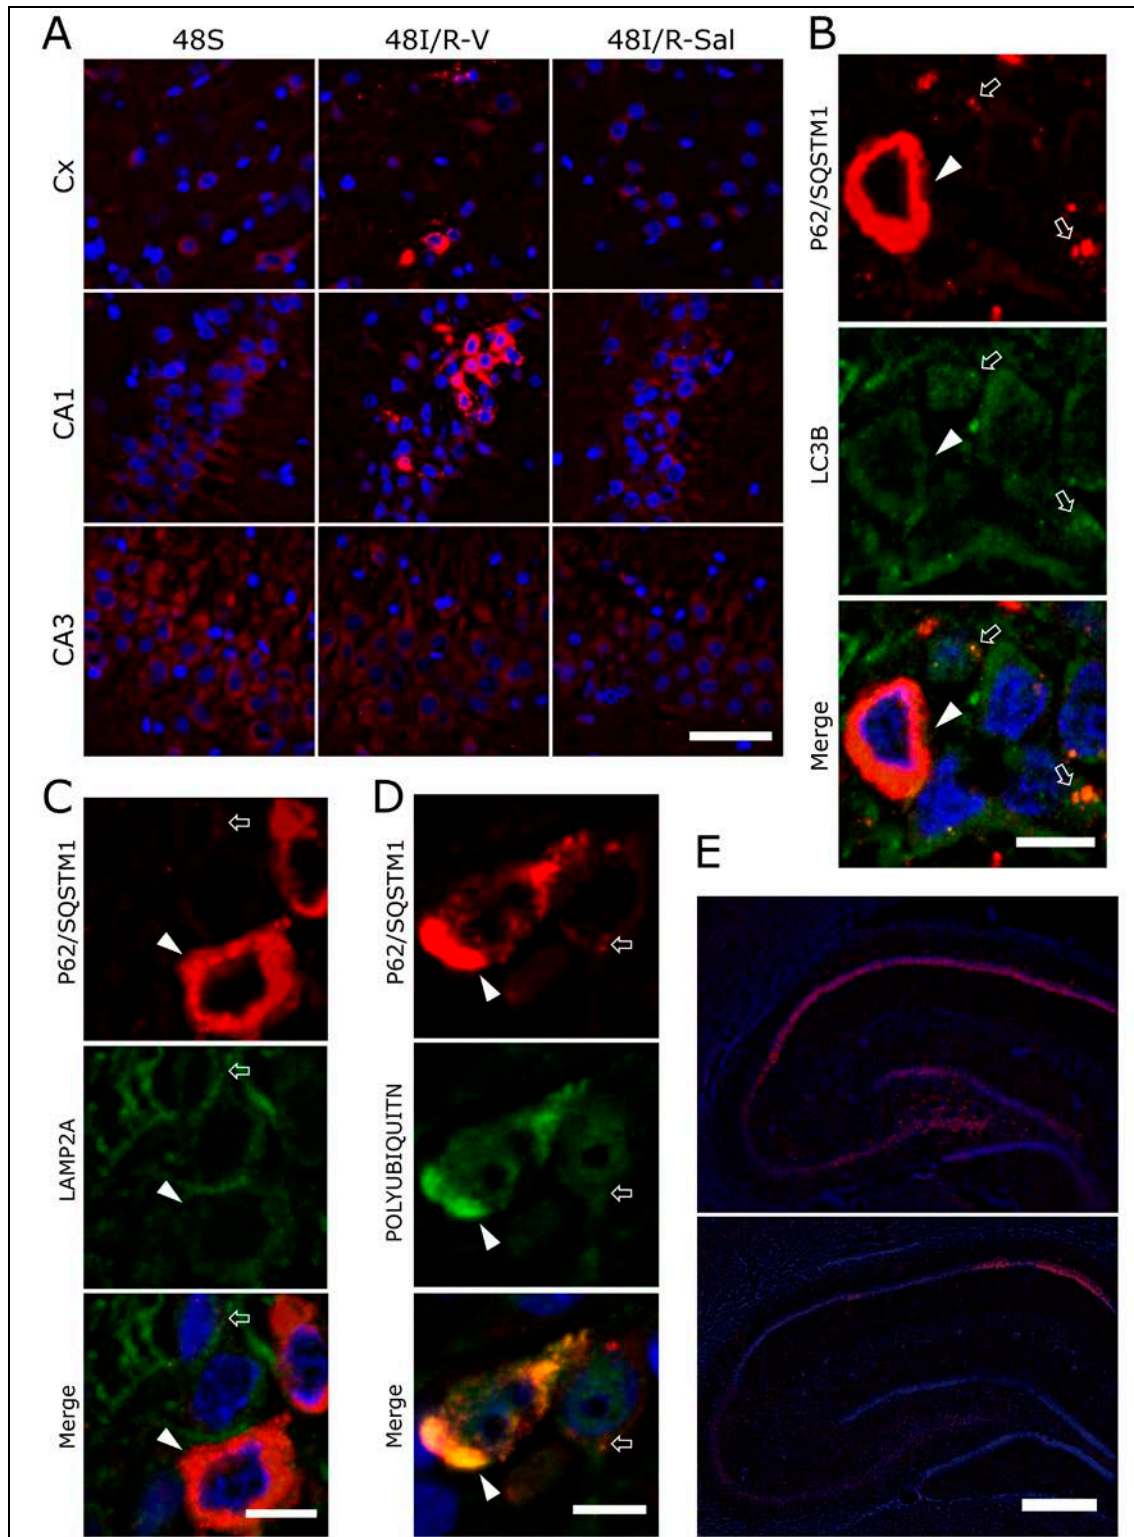 A
48S
48I/R-V
48I/R-Sal
B
Cx
CA1
CA3
P62/SQSTM1
LC3B
Merge
C
P62/SQSTM1
LAMP2A
Merge
D
P62/SQSTM1
POLYUBIQUITN
Merge
E